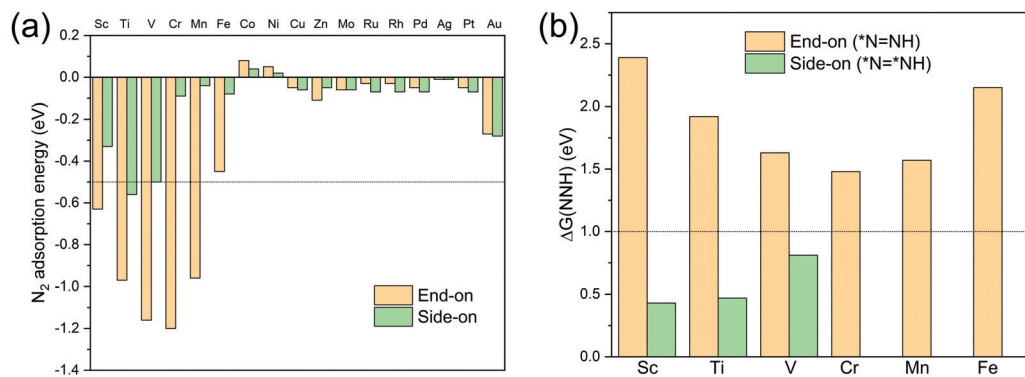 (a)
Sc Ti V Cr Mn Fe Co Ni Cu Zn Mo Ru Rh Pd Ag Pt Au
0.2
0.0
-0.2
-0.4
-0.6
-0.8
-1.0
-1.2
-1.4
N₂ adsorption energy (eV)
End-on
Side-on
(b)
2.5
2.0
1.5
1.0
0.5
0.0
ΔG(NNH) (eV)
End-on (*N=NH)
Side-on (*N=*NH)
Sc Ti V Cr Mn Fe